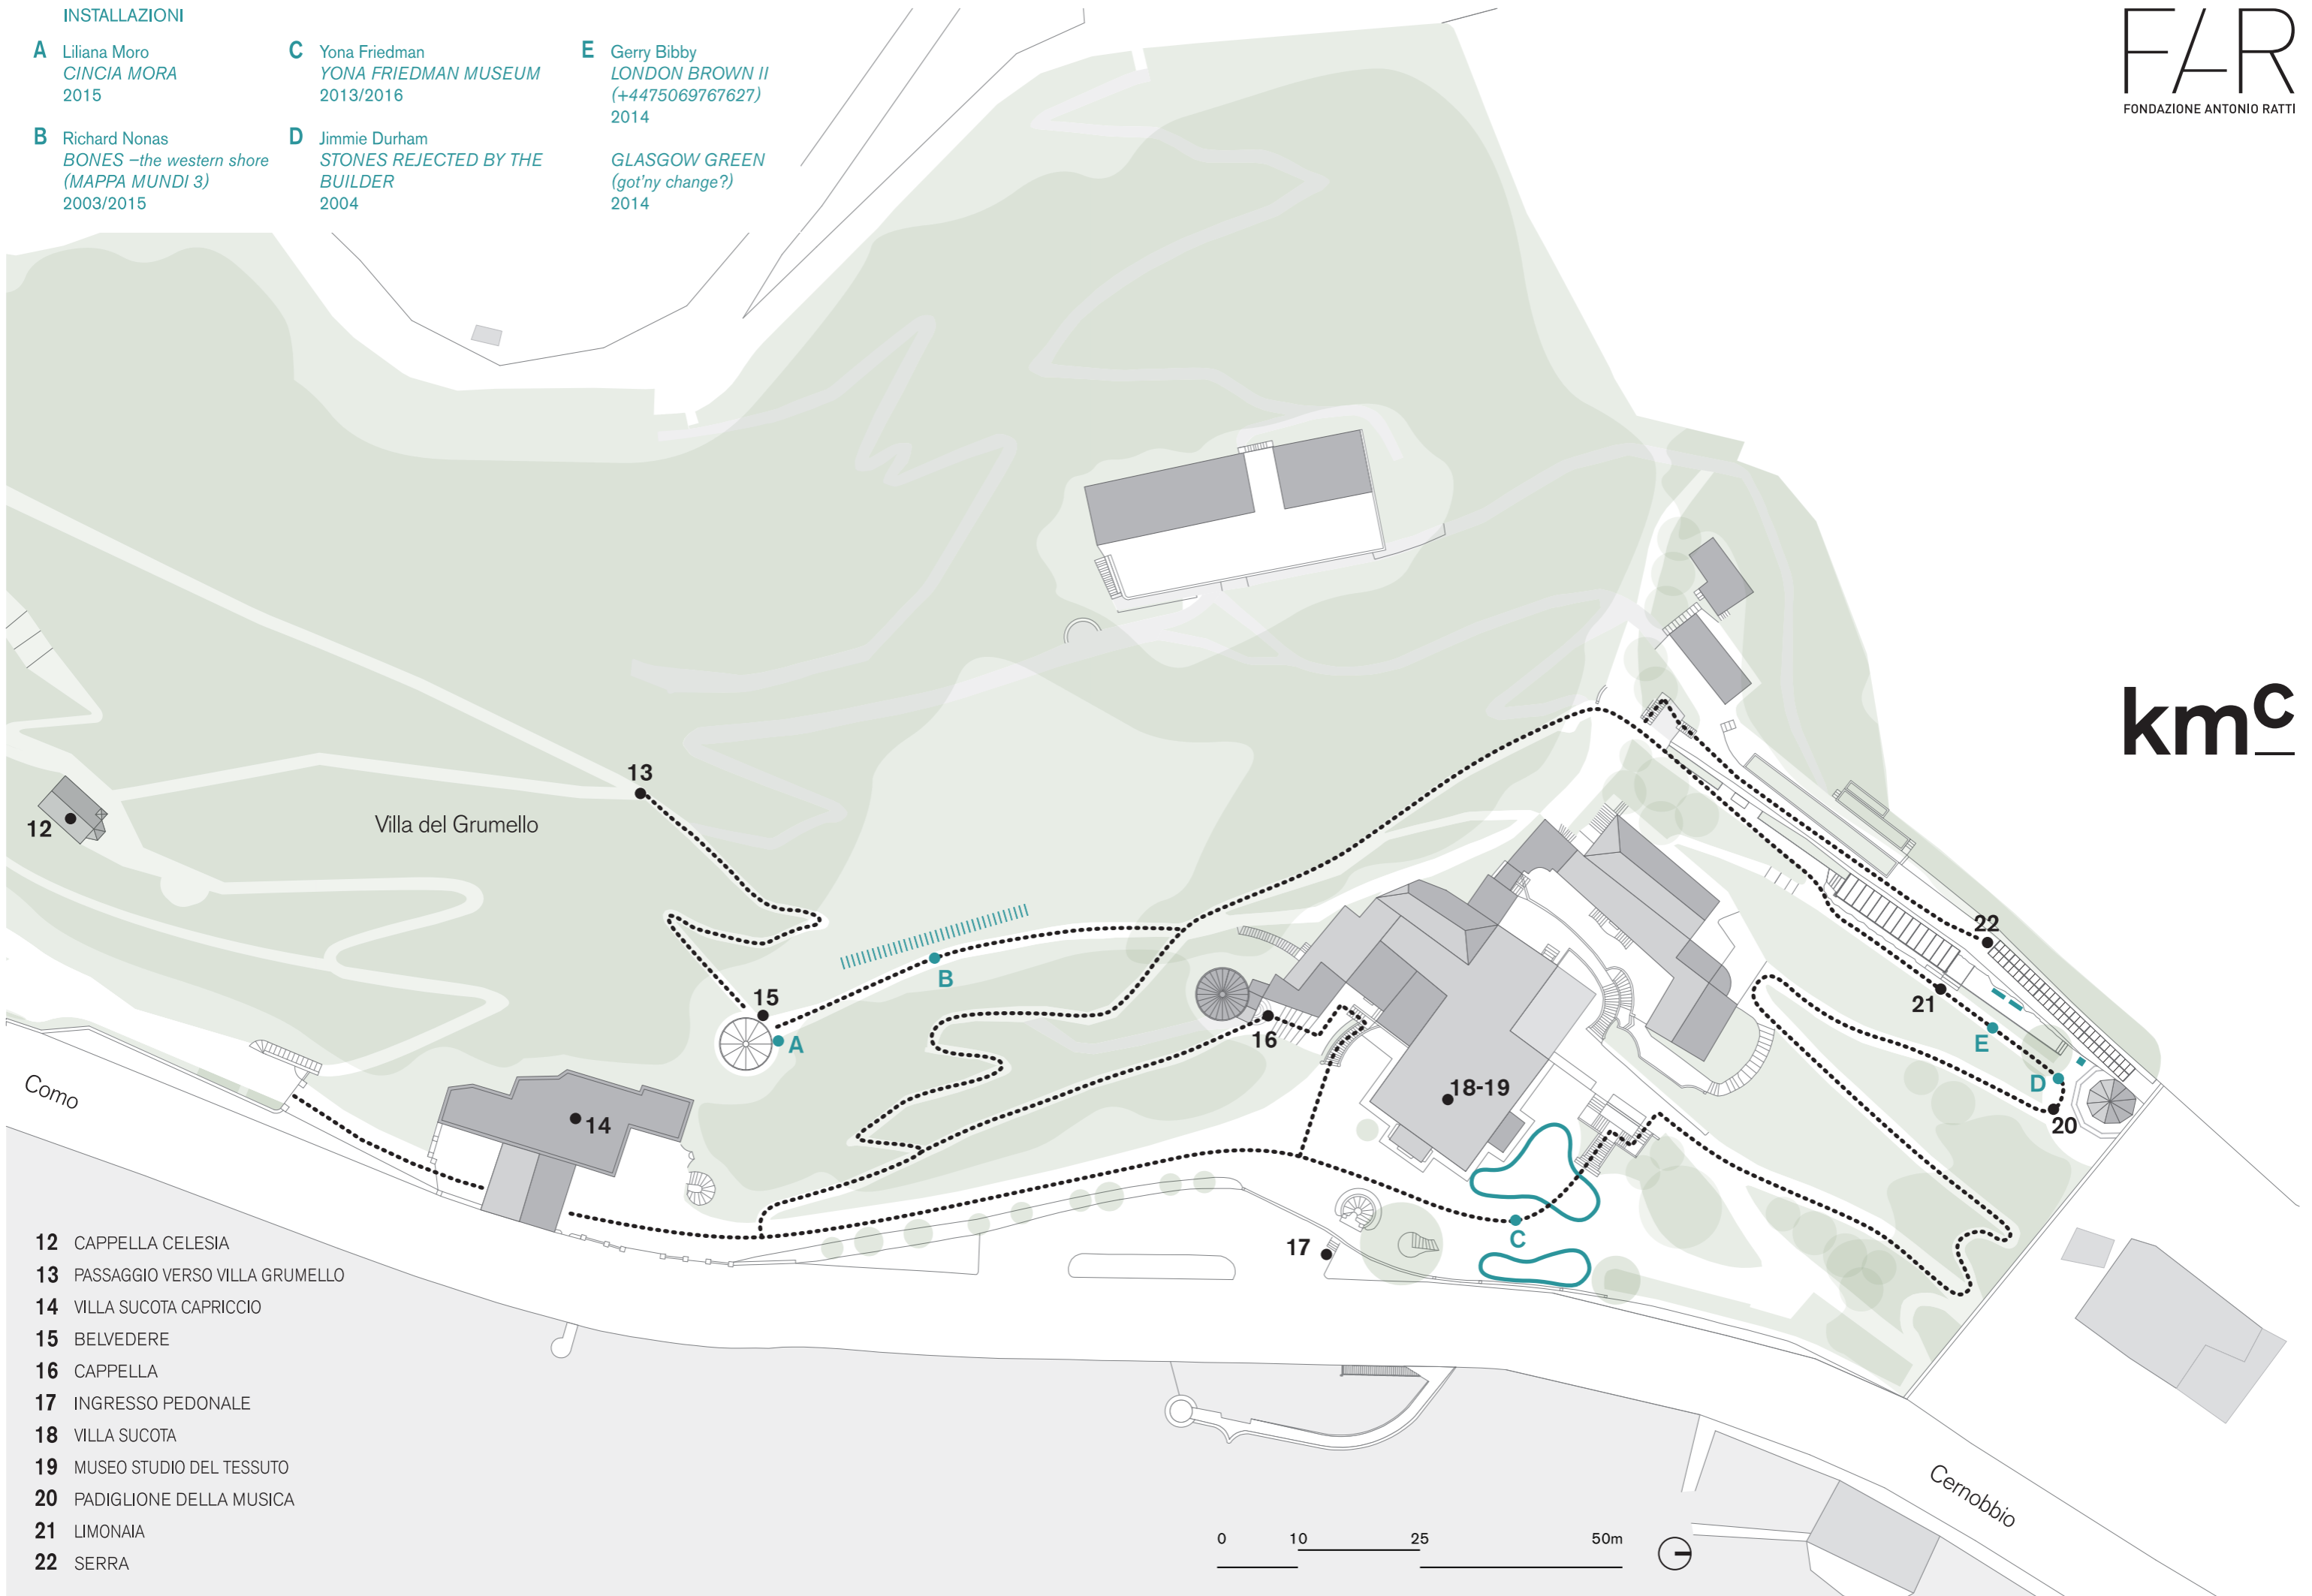 INSTALLAZIONI
A Liliana Moro
CINCIA MORA
2015
B Richard Nonas
BONES –the western shore
(MAPPA MUNDI 3)
2003/2015
C Yona Friedman
YONA FRIEDMAN MUSEUM
2013/2016
D Jimmie Durham
STONES REJECTED BY THE
BUILDER
2004
E Gerry Bibby
LONDON BROWN II
(+4475069767627)
2014
GLASGOW GREEN
(got'ny change?)
2014
FAR
FONDAZIONE ANTONIO RATTI
kmc
13
12
Villa del Grumello
22
B
15
21
A
16
E
Como
18-19
D
14
20
C
17
12 CAPPELLA CELESIA
13 PASSAGGIO VERSO VILLA GRUMELLO
14 VILLA SUCOTA CAPRICCIO
15 BELVEDERE
16 CAPPELLA
17 INGRESSO PEDONALE
18 VILLA SUCOTA
19 MUSEO STUDIO DEL TESSUTO
20 PADIGLIONE DELLA MUSICA
21 LIMONAIA
22 SERRA
Cernobbio
0 10 25 50m